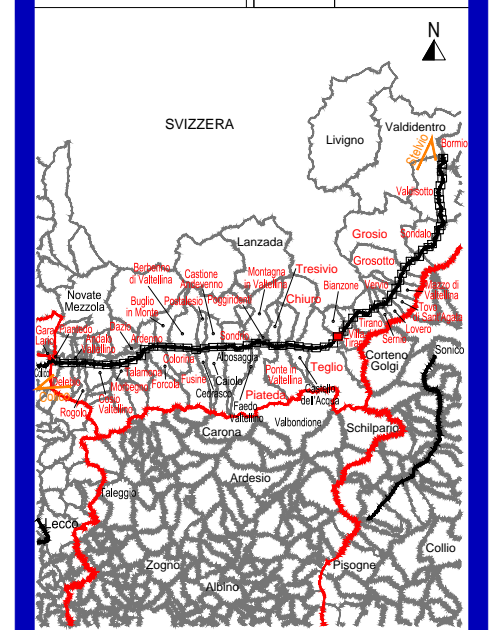 N
SVIZZERA
Livigno
Valdidentro
Stelvio
Bormio
Valdisotto
Grosio
Sondalo
Lanzada
Grosotto
Berbenno
di Valtellina
Castione
Andevenno
Montagna
in Valtellina
Tresivio
Bianzone
Vervio
Mazzo di
Valtellina
Novate
Mezzola
Buglio
in Monte
Postalesio
Poggiridenti
Chiuro
Tovo
di Sant'Agata
Gera
Lario
Piantedo
Dazio
Tirano
Lovero
Andalo
Valtellino
Ardenno
Sondrio
Villa di
Tirano
Sernio
Colorina
Albosaggia
Corteno
Golgi
Sonico
Colico
Delebio
Talamona
Ponte in
Valtellina
Teglio
Morbegno
Forcola
Fusine
Caiolo
Castello
dell'Acqua
Rogolo
Cosio
Valtellino
Cedrasco
Piateda
Faedo
Valtellino
Valbondione
Carona
Schilpario
Ardesio
Taleggio
Lecco
Zogno
Albino
Pisogne
Collio